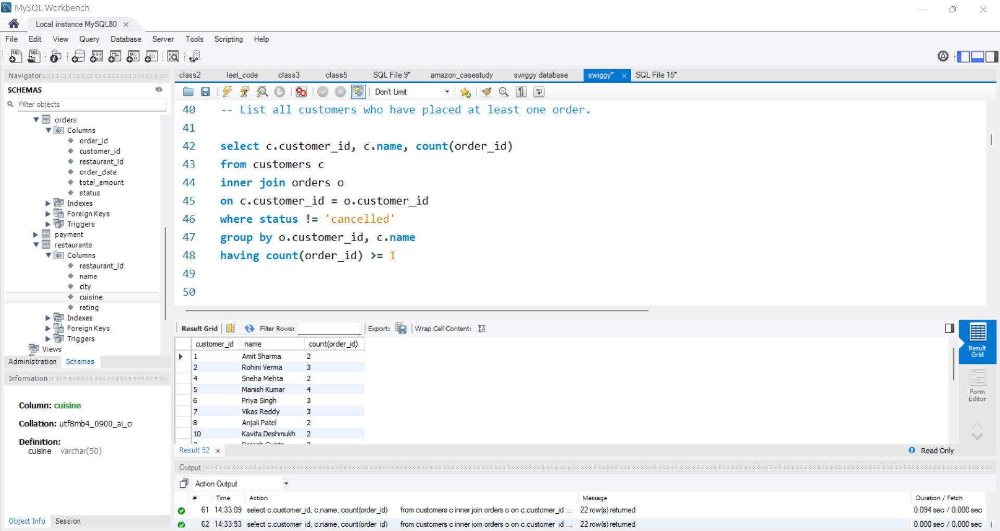 MySQL Workbench
Local instance MySQL80
File Edit View Query Database Server Tools Scripting Help
Navigator
SCHEMAS
Filter objects
orders
Columns
order_id
customer_id
restaurant_id
order_date
total_amount
status
Indexes
Foreign Keys
Triggers
payment
restaurants
Columns
restaurant_id
name
city
cuisine
rating
Indexes
Foreign Keys
Triggers
Views
Administration Schemas
Information
Column: cuisine
Collation: utf8mb4_0900_ai_ci
Definition:
cuisine varchar(50)
Object Info Session
class2 leet_code class3 class5 SQL File 9* amazon_casestudy swiggy database swiggy* SQL File 15*
Don't Limit
40 -- List all customers who have placed at least one order.
41
42 select c.customer_id, c.name, count(order_id)
43 from customers c
44 inner join orders o
45 on c.customer_id = o.customer_id
46 where status != 'cancelled'
47 group by o.customer_id, c.name
48 having count(order_id) >= 1
49
50
Result Grid Filter Rows: Export: Wrap Cell Content:
customer_id name count(order_id)
1 Amit Sharma 2
2 Rohini Verma 3
4 Sneha Mehta 2
5 Manish Kumar 4
6 Priya Singh 3
7 Vikas Reddy 3
8 Anjali Patel 2
10 Kavita Deshmukh 2
Result Grid
Form Editor
Result 52
Read Only
Output
Action Output
# Time Action Message Duration / Fetch
61 14:33:09 select c.customer_id, c.name, count(order_id) from customers c inner join orders o on c.customer_id ... 22 row(s) returned 0.094 sec / 0.000 sec
62 14:33:53 select c.customer_id, c.name, count(order_id) from customers c inner join orders o on c.customer_id ... 22 row(s) returned 0.000 sec / 0.000 sec